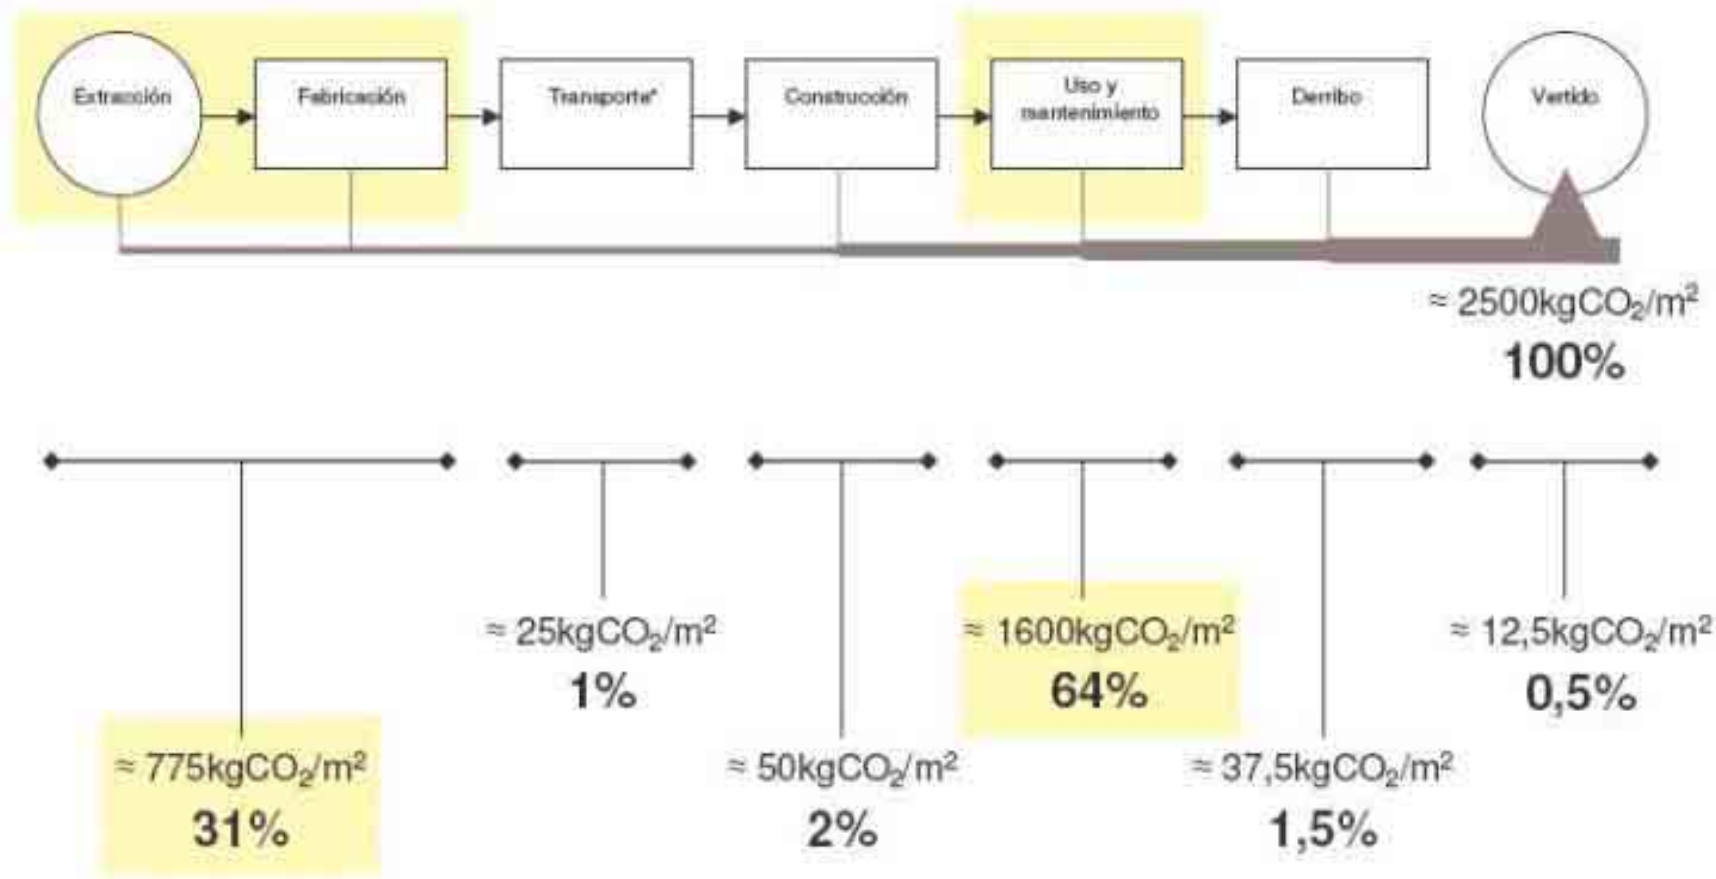 Extracción
Fabricación
Transporte*
Construcción
Uso y
mantenimiento
Derribo
Vertido
≈ 2500kgCO₂/m²
100%
≈ 25kgCO₂/m²
1%
≈ 1600kgCO₂/m²
64%
≈ 12,5kgCO₂/m²
0,5%
≈ 775kgCO₂/m²
31%
≈ 50kgCO₂/m²
2%
≈ 37,5kgCO₂/m²
1,5%